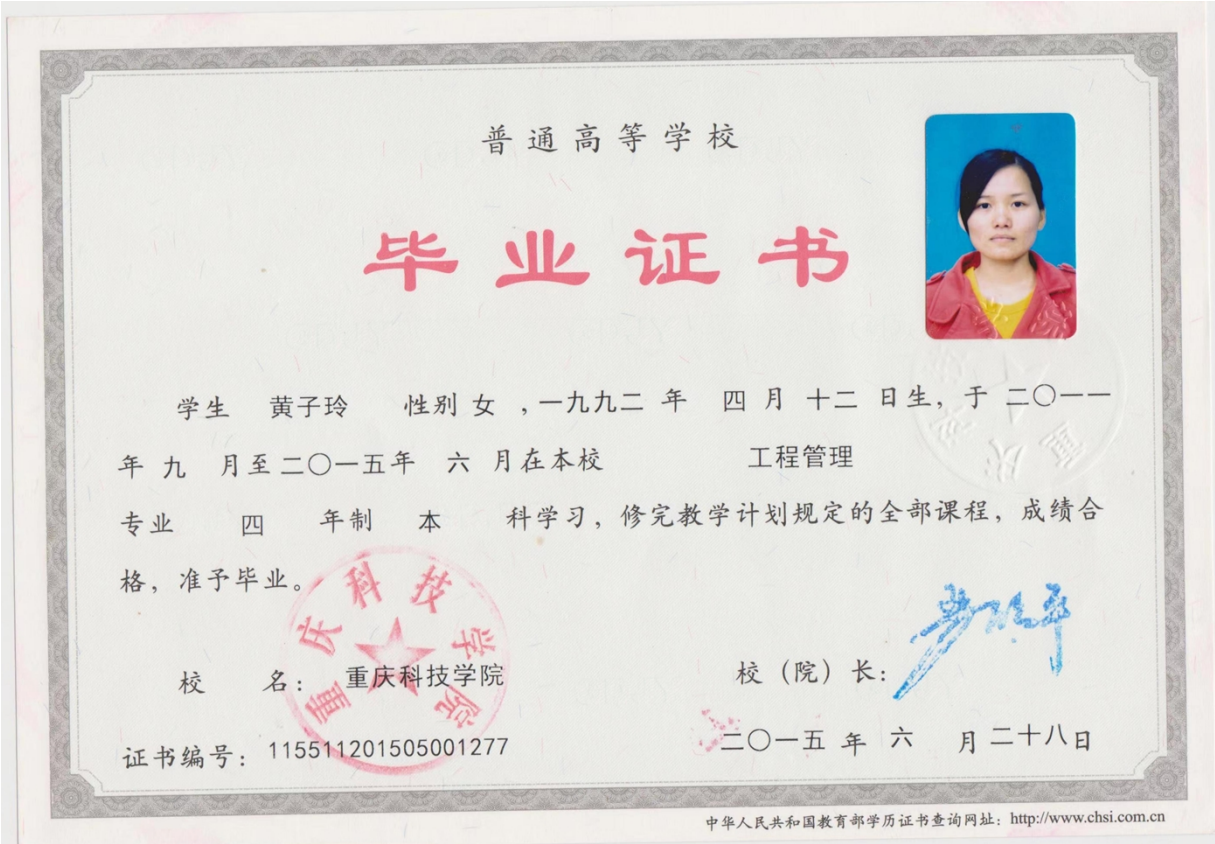 普通高等学校
毕业证书
学生 黄子玲 性别 女 ,一九九二 年 四 月 十二 日生, 于 二〇一一
年 九 月至二〇一五年 六 月在本校 工程管理
专业 四 年制 本 科学习, 修完教学计划规定的全部课程, 成绩合
格, 准予毕业。
重庆科技学院
校 名: 重庆科技学院 校(院)长:
证书编号: 115511201505001277 二〇一五 年 六 月 二十八日
中华人民共和国教育部学历证书查询网址: http://www.chsi.com.cn